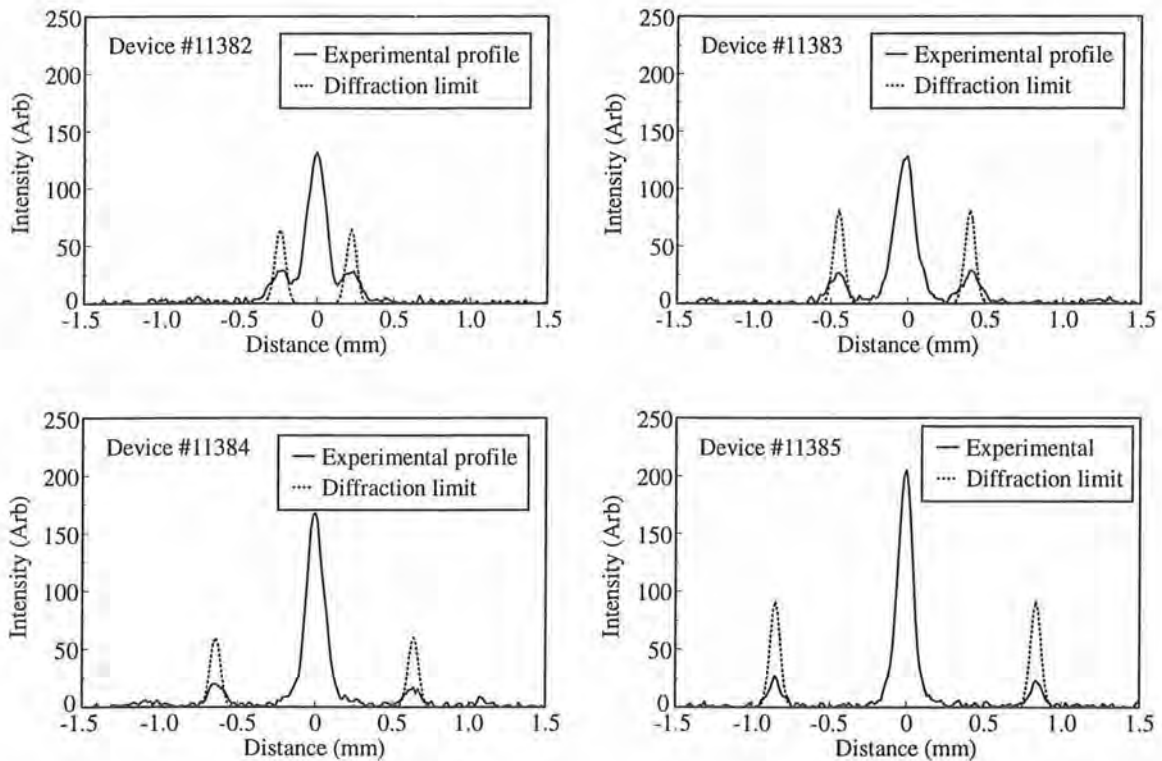 Device #11382
Experimental profile
Diffraction limit
Intensity (Arb)
250
200
150
100
50
0
-1.5 -1.0 -0.5 0 0.5 1.0 1.5
Distance (mm)
Device #11383
Experimental profile
Diffraction limit
Intensity (Arb)
250
200
150
100
50
0
-1.5 -1.0 -0.5 0 0.5 1.0 1.5
Distance (mm)
Device #11384
Experimental profile
Diffraction limit
Intensity (Arb)
250
200
150
100
50
0
-1.5 -1.0 -0.5 0 0.5 1.0 1.5
Distance (mm)
Device #11385
Experimental
Diffraction limit
Intensity (Arb)
250
200
150
100
50
0
-1.5 -1.0 -0.5 0 0.5 1.0 1.5
Distance (mm)